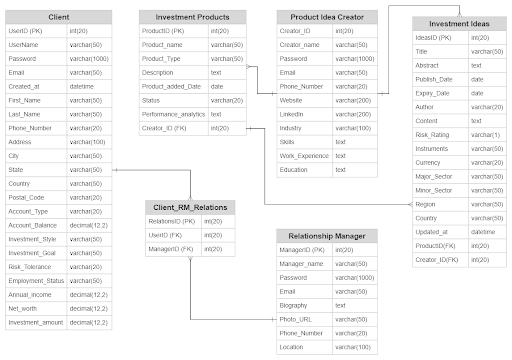 Client
UserID (PK) int(20)
UserName varchar(50)
Password varchar(1000)
Email varchar(50)
Created_at datetime
First_Name varchar(50)
Last_Name varchar(50)
Phone_Number varchar(20)
Address varchar(100)
City varchar(50)
State varchar(50)
Country varchar(50)
Postal_Code varchar(20)
Account_Type varchar(20)
Account_Balance decimal(12,2)
Investment_Style varchar(50)
Investment_Goal varchar(50)
Risk_Tolerance varchar(20)
Employment_Status varchar(50)
Annual_income decimal(12,2)
Net_worth decimal(12,2)
Investment_amount decimal(12,2)
Investment Products
ProductID (PK) int(20)
Product_name varchar(50)
Product_Type varchar(50)
Description text
Product_added_Date date
Status varchar(20)
Performance_analytics text
Creator_ID (FK) int(20)
Client_RM_Relations
RelationsID (PK) int(20)
UserID (FK) int(20)
ManagerID (FK) int(20)
Product Idea Creator
Creator_ID int(20)
Creator_name varchar(50)
Password varchar(1000)
Email varchar(50)
Phone_Number varchar(20)
Website varchar(200)
LinkedIn varchar(200)
Industry varchar(100)
Skills text
Work_Experience text
Education text
Relationship Manager
ManagerID (PK) int(20)
Manager_name varchar(50)
Password varchar(1000)
Email varchar(50)
Biography text
Photo_URL varchar(50)
Phone_Number varchar(20)
Location varchar(100)
Investment Ideas
IdeasID (PK) int(20)
Title varchar(50)
Abstract text
Publish_Date date
Expiry_Date date
Author varchar(20)
Content text
Risk_Rating varchar(1)
Instruments varchar(50)
Currency varchar(20)
Major_Sector varchar(50)
Minor_Sector varchar(50)
Region varchar(50)
Country varchar(50)
Updated_at datetime
ProductID(FK) int(20)
Creator_ID(FK) int(20)